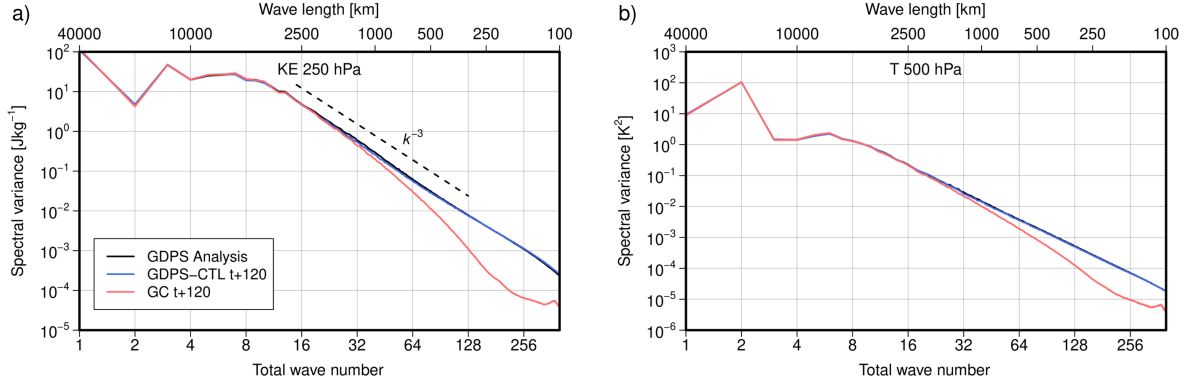 a)
Wave length [km]
40000 10000 2500 1000 500 250 100
KE 250 hPa
k⁻³
Spectral variance [Jkg⁻¹]
10² 10¹ 10⁰ 10⁻¹ 10⁻² 10⁻³ 10⁻⁴ 10⁻⁵
GDPS Analysis
GDPS−CTL t+120
GC t+120
1 2 4 8 16 32 64 128 256
Total wave number
b)
Wave length [km]
40000 10000 2500 1000 500 250 100
T 500 hPa
Spectral variance [K²]
10³ 10² 10¹ 10⁰ 10⁻¹ 10⁻² 10⁻³ 10⁻⁴ 10⁻⁵ 10⁻⁶
1 2 4 8 16 32 64 128 256
Total wave number